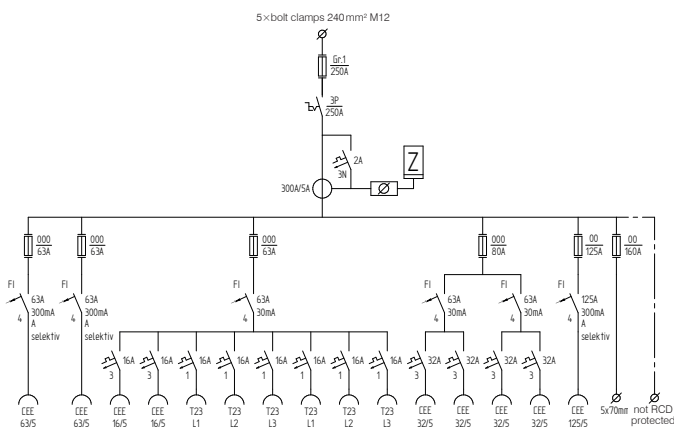 5×bolt clamps 240mm² M12
Gr.1
250A
3P
250A
2A
3N
Z
300A/5A
000 000 000 000 00 00
63A 63A 63A 80A 125A 160A
FI FI FI FI FI FI
63A 63A 63A 63A 63A 125A
300mA 300mA 30mA 30mA 30mA 300mA
4 4 4 4 4 4
A A A
selektiv selektiv selektiv
16A 16A 16A 16A 16A 16A 16A 16A 32A 32A 32A 32A
3 3 1 1 1 1 1 1 3 3 3 3
CEE CEE CEE CEE T23 T23 T23 T23 T23 T23 CEE CEE CEE CEE CEE 5x70mm not RCD
63/5 63/5 16/5 16/5 L1 L2 L3 L1 L2 L3 32/5 32/5 32/5 32/5 125/5 protected